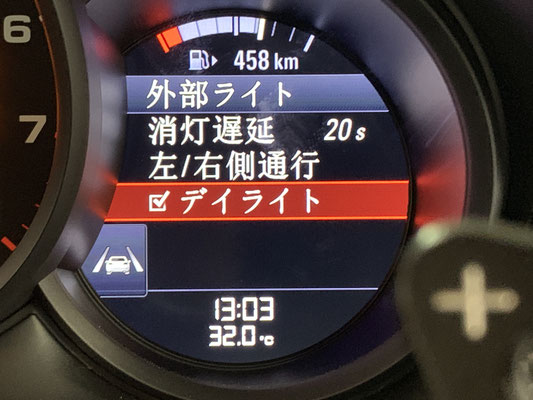 6
7
458 km
外部ライト
消灯遅延 20 s
左/右側通行
デイライト
13:03
32.0 °C
+